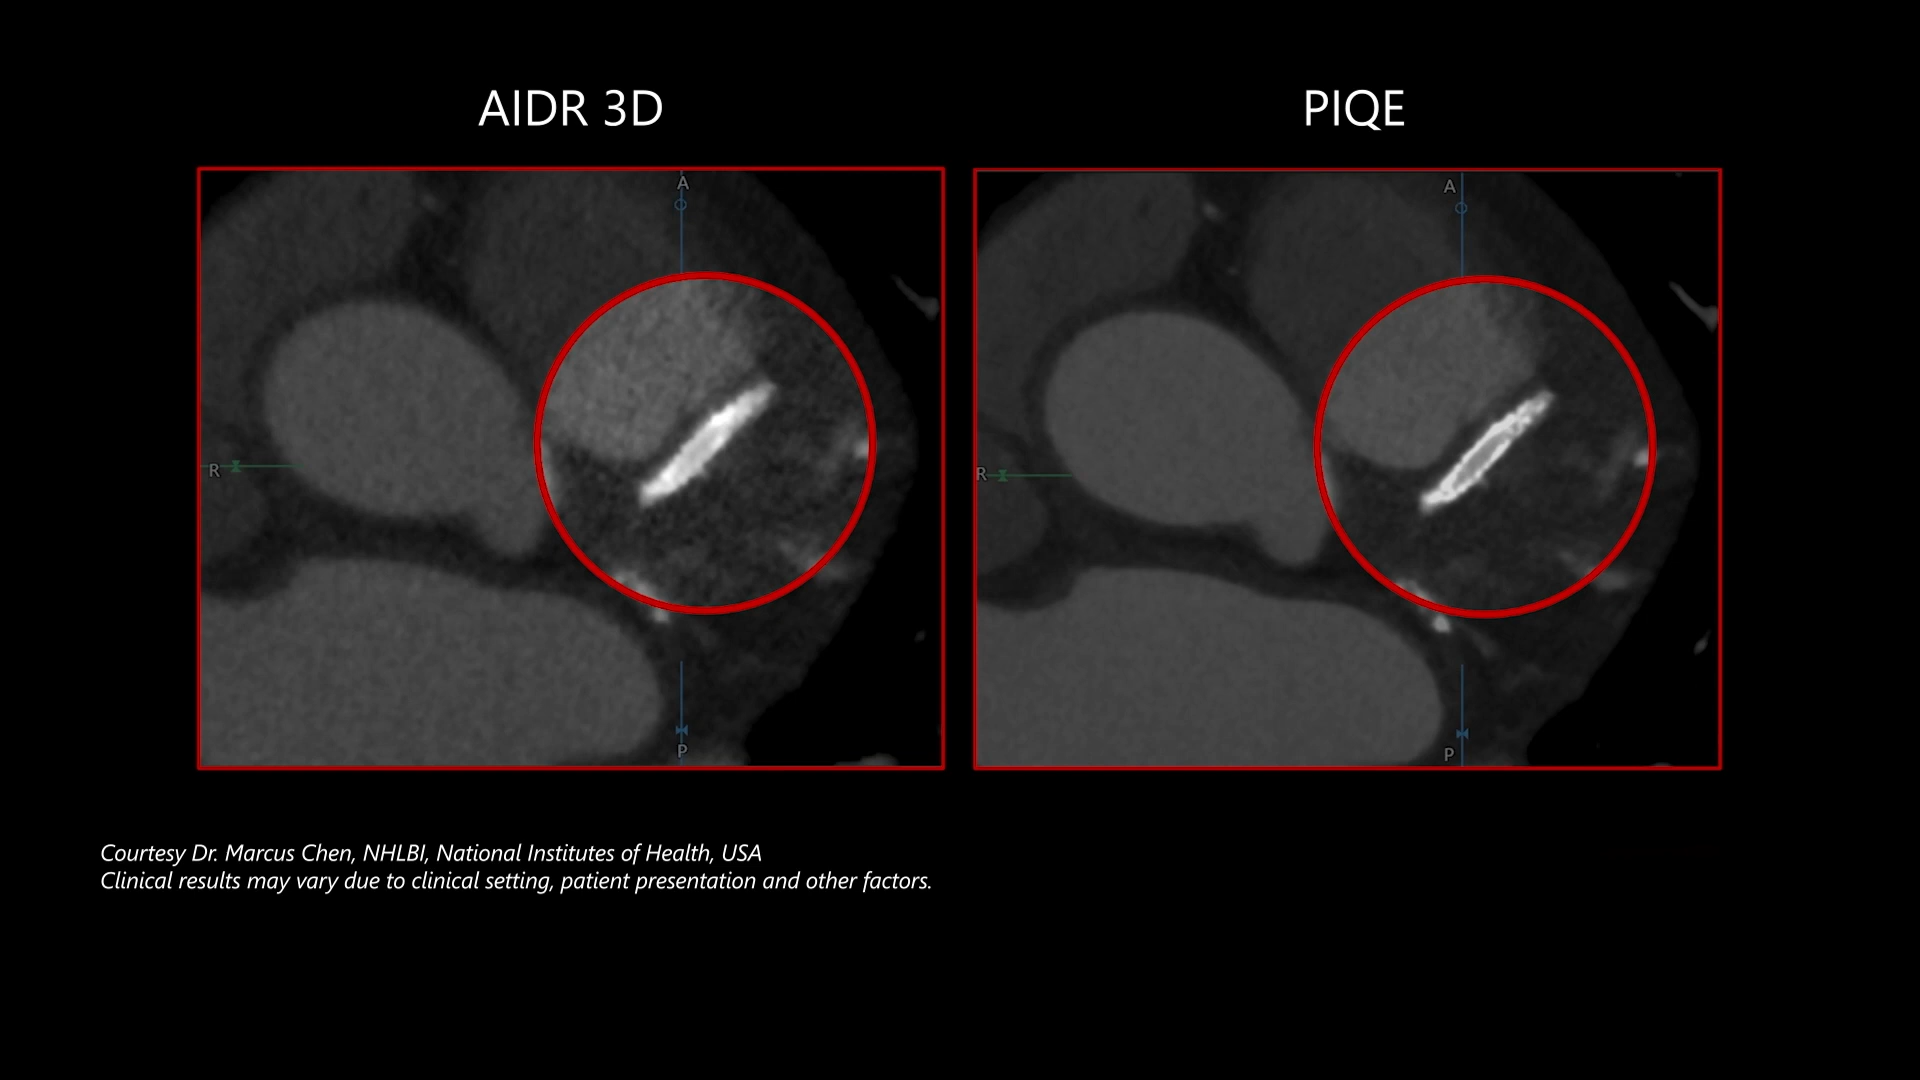 AIDR 3D
PIQE
A
A
R
R
P
P
Courtesy Dr. Marcus Chen, NHLBI, National Institutes of Health, USA
Clinical results may vary due to clinical setting, patient presentation and other factors.